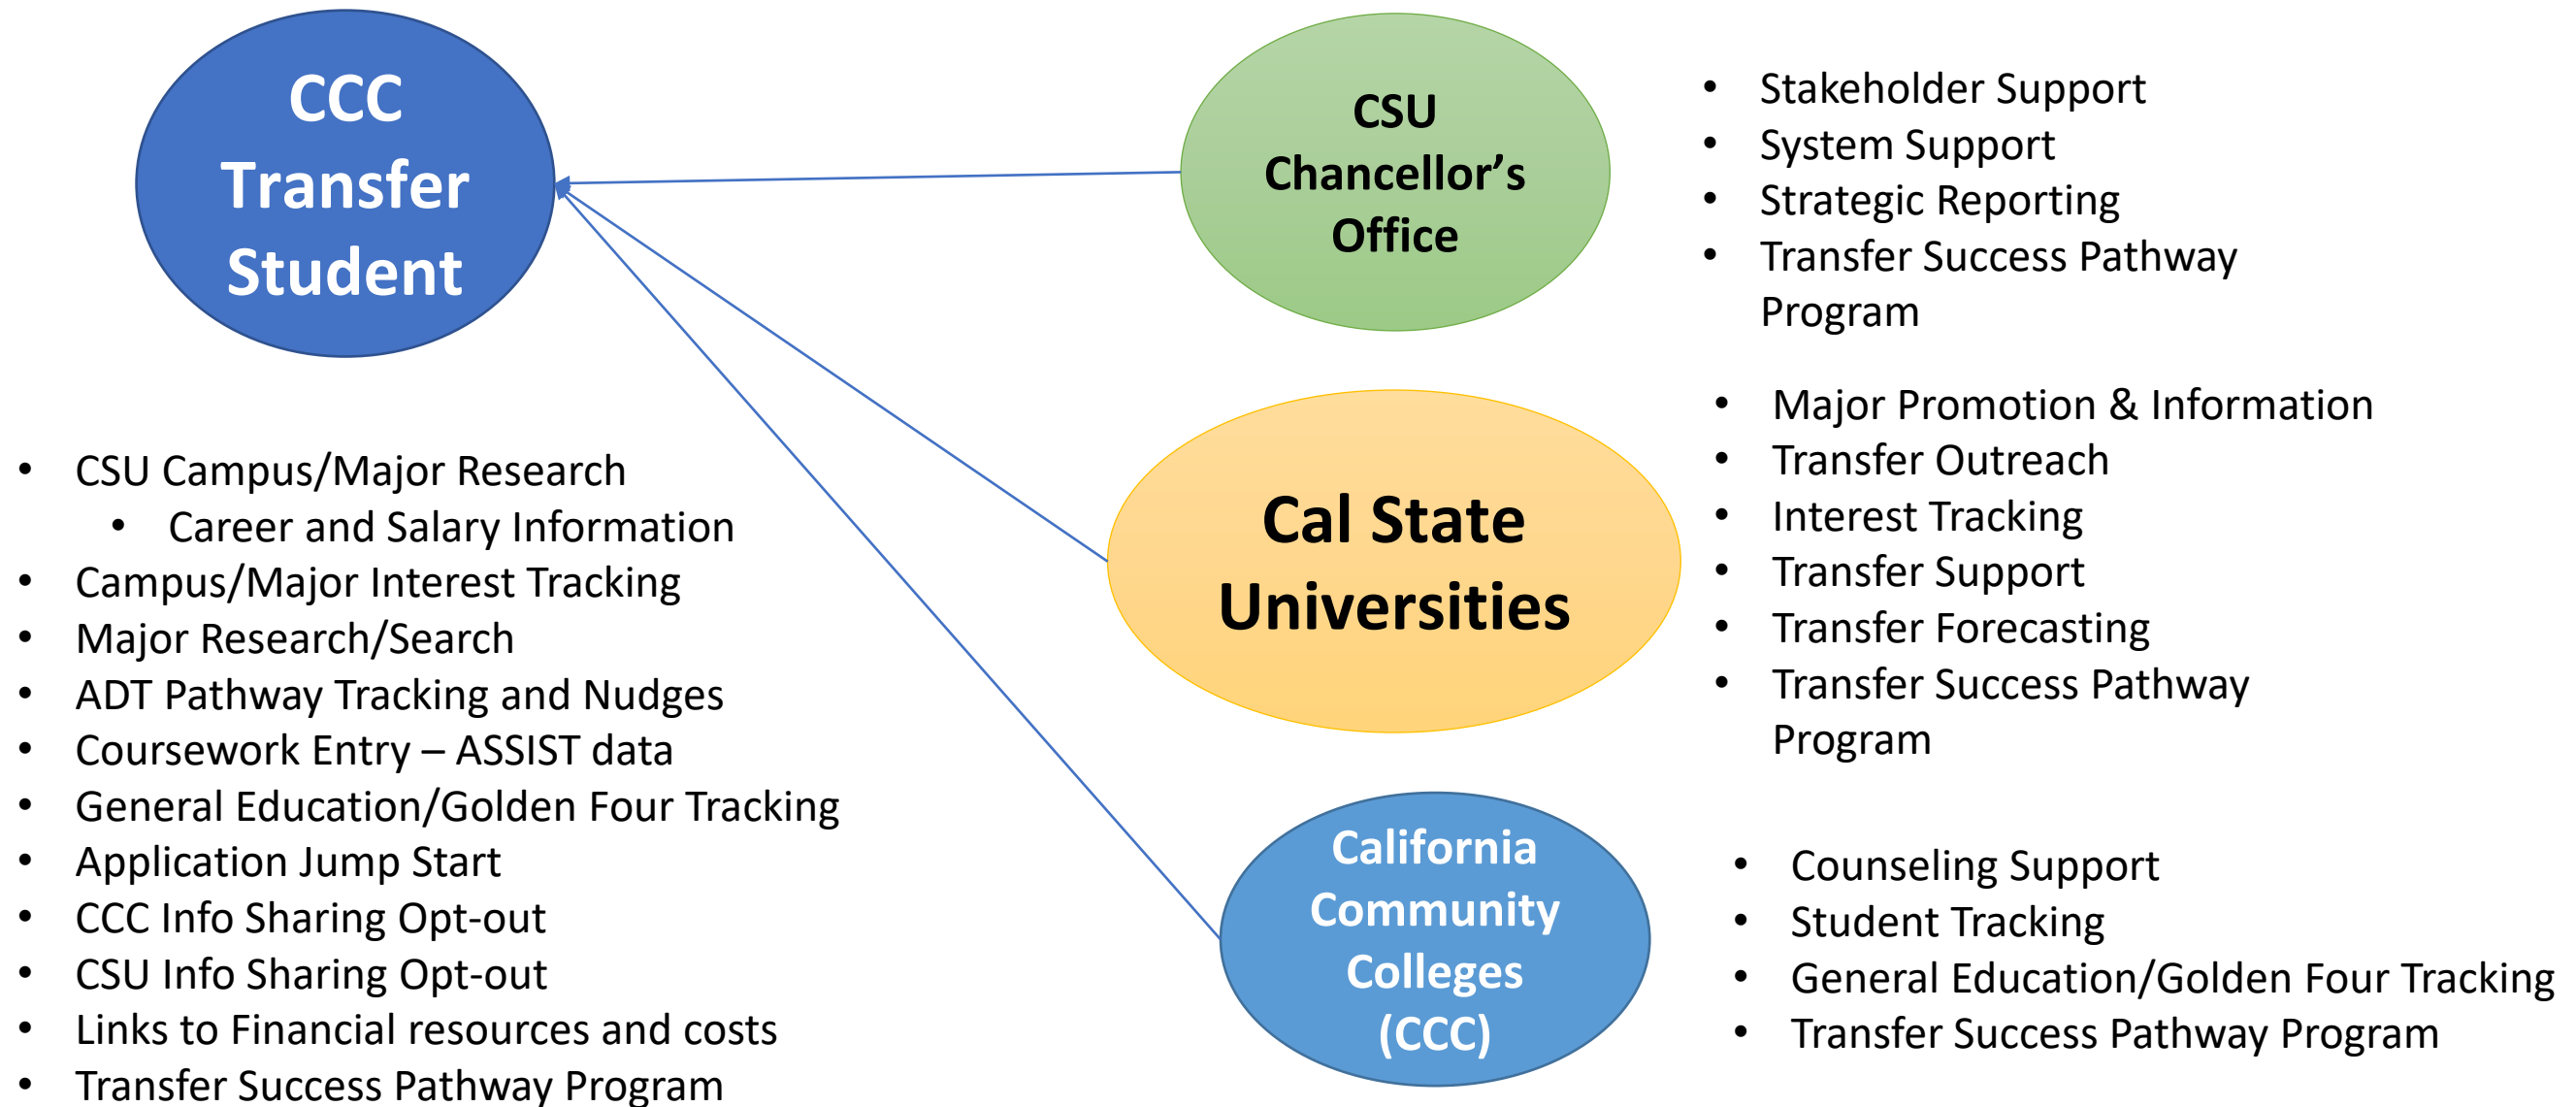 CCC
Transfer
Student
• CSU Campus/Major Research
• Career and Salary Information
• Campus/Major Interest Tracking
• Major Research/Search
• ADT Pathway Tracking and Nudges
• Coursework Entry – ASSIST data
• General Education/Golden Four Tracking
• Application Jump Start
• CCC Info Sharing Opt-out
• CSU Info Sharing Opt-out
• Links to Financial resources and costs
• Transfer Success Pathway Program
CSU
Chancellor’s
Office
• Stakeholder Support
• System Support
• Strategic Reporting
• Transfer Success Pathway
Program
Cal State
Universities
• Major Promotion & Information
• Transfer Outreach
• Interest Tracking
• Transfer Support
• Transfer Forecasting
• Transfer Success Pathway
Program
California
Community
Colleges
(CCC)
• Counseling Support
• Student Tracking
• General Education/Golden Four Tracking
• Transfer Success Pathway Program